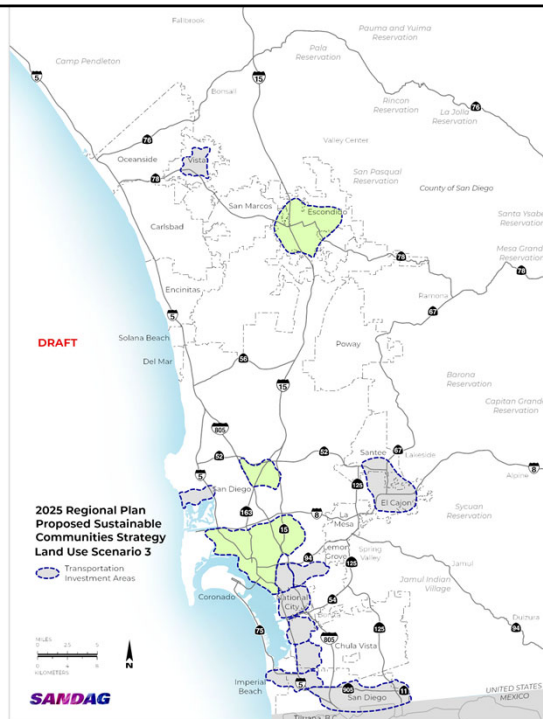 Fallbrook
Pauma and Yuima
Reservation
Pala
Reservation
Camp Pendleton
5
15
Bonsall
Rincon
Reservation
La Jolla
Reservation
76
76
Valley Center
Oceanside
Vista
78
San Pasqual
Reservation
County of San Diego
San Marcos
Escondido
Santa Ysabel
Reservation
Carlsbad
Mesa Grande
Reservation
78
78
Encinitas
Ramona
67
5
DRAFT
Solana Beach
Poway
Del Mar
56
Barona
Reservation
15
Capitan Grande
Reservation
805
52
52
Santee
67
Lakeside
5
125
8
Alpine
San Diego
El Cajon
163
8
La
Mesa
Sycuan
Reservation
2025 Regional Plan
Proposed Sustainable
Communities Strategy
Land Use Scenario 3
Transportation
Investment Areas
15
94
Lemon
Grove
Spring
Valley
125
Jamul
Jamul Indian
Village
Coronado
National
City
54
75
805
125
94
Dulzura
Chula Vista
MILES
KILOMETERS
N
Imperial
Beach
5
905
San Diego
11
UNITED STATES
MEXICO
SANDAG
Tijuana, B.C.